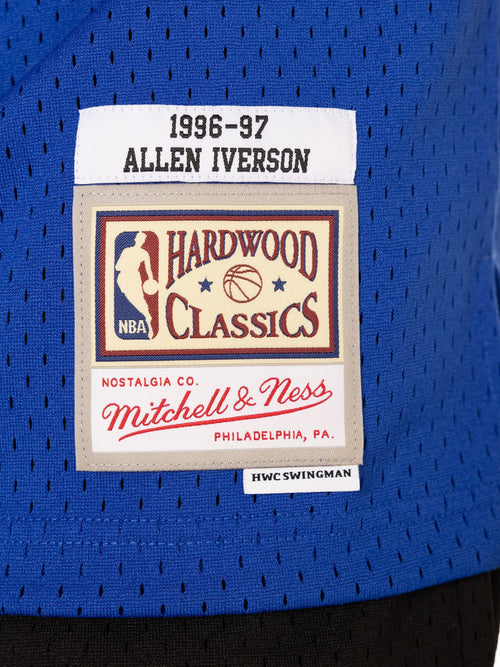 1996-97
ALLEN IVERSON
HARDWOOD
CLASSICS
NBA
NOSTALGIA CO.
Mitchell & Ness
PHILADELPHIA, PA.
HWC SWINGMAN